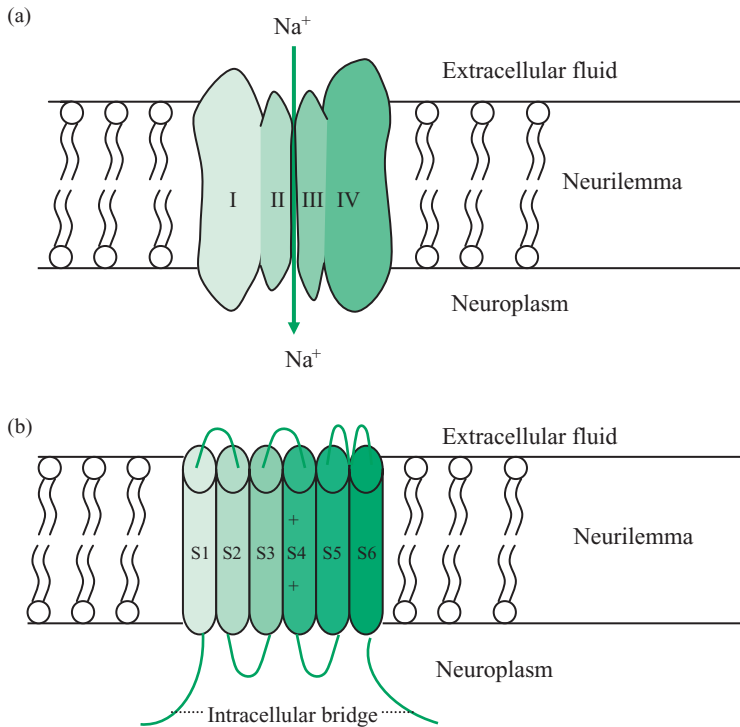 (a)
Na⁺
Extracellular fluid
I II III IV
Neurilemma
Neuroplasm
Na⁺
(b)
Extracellular fluid
+
S1 S2 S3 S4 S5 S6
+
Neurilemma
Neuroplasm
Intracellular bridge